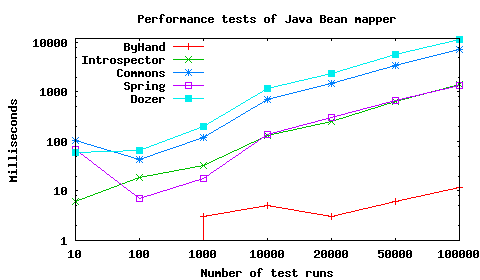 Performance tests of Java Bean mapper
10000
1000
100
10
1
Milliseconds
ByHand
Introspector
Commons
Spring
Dozer
10 100 1000 10000 20000 50000 100000
Number of test runs